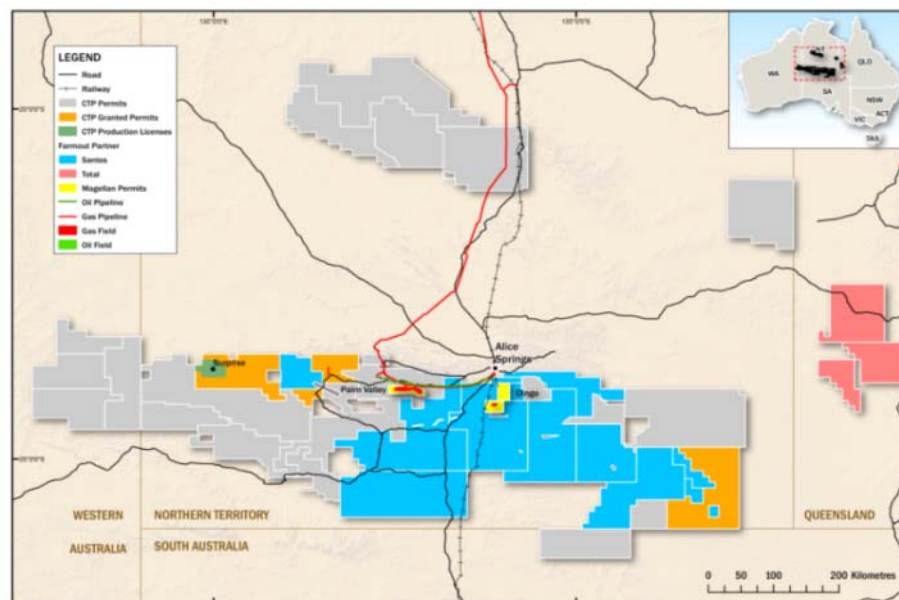 LEGEND
Road
Railway
CTP Permits
CTP Granted Permits
CTP Production Licenses
Farmout Partner
Santos
Total
Magellan Permits
Oil Pipeline
Gas Pipeline
Gas Field
Oil Field
WA
NT
QLD
SA
NSW
ACT
VIC
TAS
Surprise
Alice
Springs
Palm Valley
Dingo
WESTERN
NORTHERN TERRITORY
QUEENSLAND
AUSTRALIA
SOUTH AUSTRALIA
0 50 100 200 Kilometres